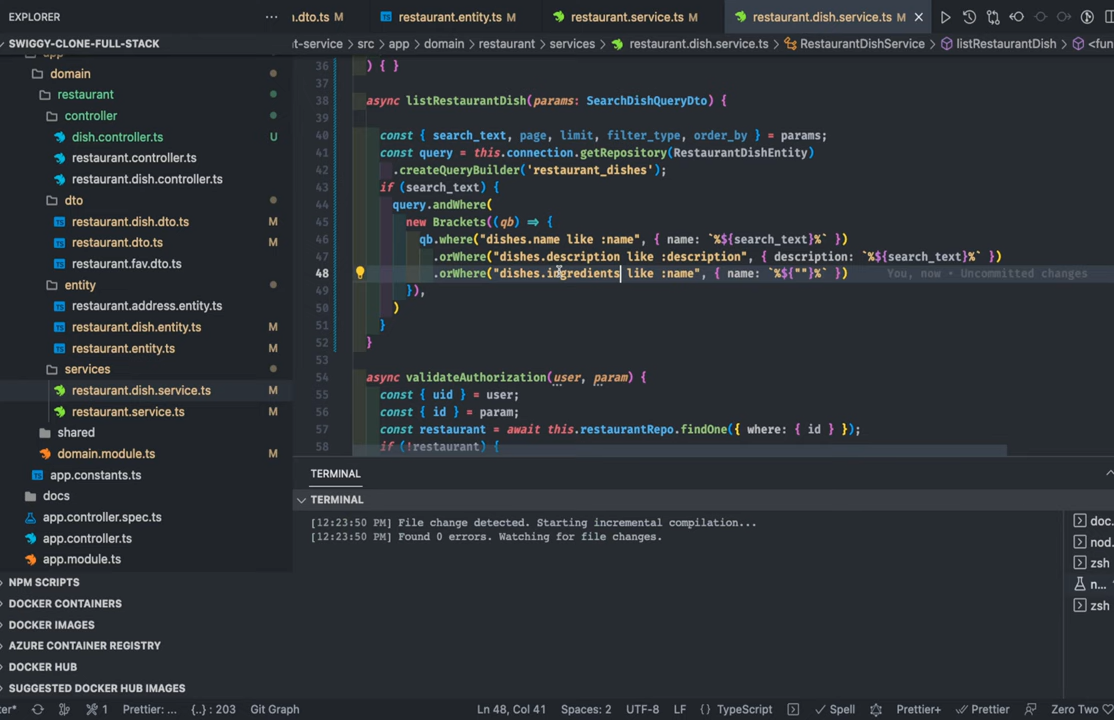 EXPLORER
.dto.ts M
restaurant.entity.ts M
restaurant.service.ts M
restaurant.dish.service.ts M
SWIGGY-CLONE-FULL-STACK
nt-service > src > app > domain > restaurant > services > restaurant.dish.service.ts > RestaurantDishService > listRestaurantDish > <fun
domain
restaurant
controller
dish.controller.ts U
restaurant.controller.ts
restaurant.dish.controller.ts
dto
restaurant.dish.dto.ts M
restaurant.dto.ts M
restaurant.fav.dto.ts
entity
restaurant.address.entity.ts
restaurant.dish.entity.ts M
restaurant.entity.ts M
services
restaurant.dish.service.ts M
restaurant.service.ts M
shared
domain.module.ts M
app.constants.ts
docs
app.controller.spec.ts
app.controller.ts
app.module.ts
NPM SCRIPTS
DOCKER CONTAINERS
DOCKER IMAGES
AZURE CONTAINER REGISTRY
DOCKER HUB
SUGGESTED DOCKER HUB IMAGES
36 ) { }
37
38 async listRestaurantDish(params: SearchDishQueryDto) {
39
40 const { search_text, page, limit, filter_type, order_by } = params;
41 const query = this.connection.getRepository(RestaurantDishEntity)
42 .createQueryBuilder('restaurant_dishes');
43 if (search_text) {
44 query.andWhere(
45 new Brackets((qb) => {
46 qb.where("dishes.name like :name", { name: `%${search_text}%` })
47 .orWhere("dishes.description like :description", { description: `%${search_text}%` })
48 .orWhere("dishes.ingredients like :name", { name: `%${""}%` }) You, now • Uncommitted changes
49 }),
50 )
51 }
52 }
53
54 async validateAuthorization(user, param) {
55 const { uid } = user;
56 const { id } = param;
57 const restaurant = await this.restaurantRepo.findOne({ where: { id } });
58 if (!restaurant) {
TERMINAL
TERMINAL
[12:23:50 PM] File change detected. Starting incremental compilation...
[12:23:50 PM] Found 0 errors. Watching for file changes.
doc.
nod.
zsh
n...
zsh
ter* 1 Prettier: ... {..} : 203 Git Graph Ln 48, Col 41 Spaces: 2 UTF-8 LF {} TypeScript Spell Prettier+ Prettier Zero Two